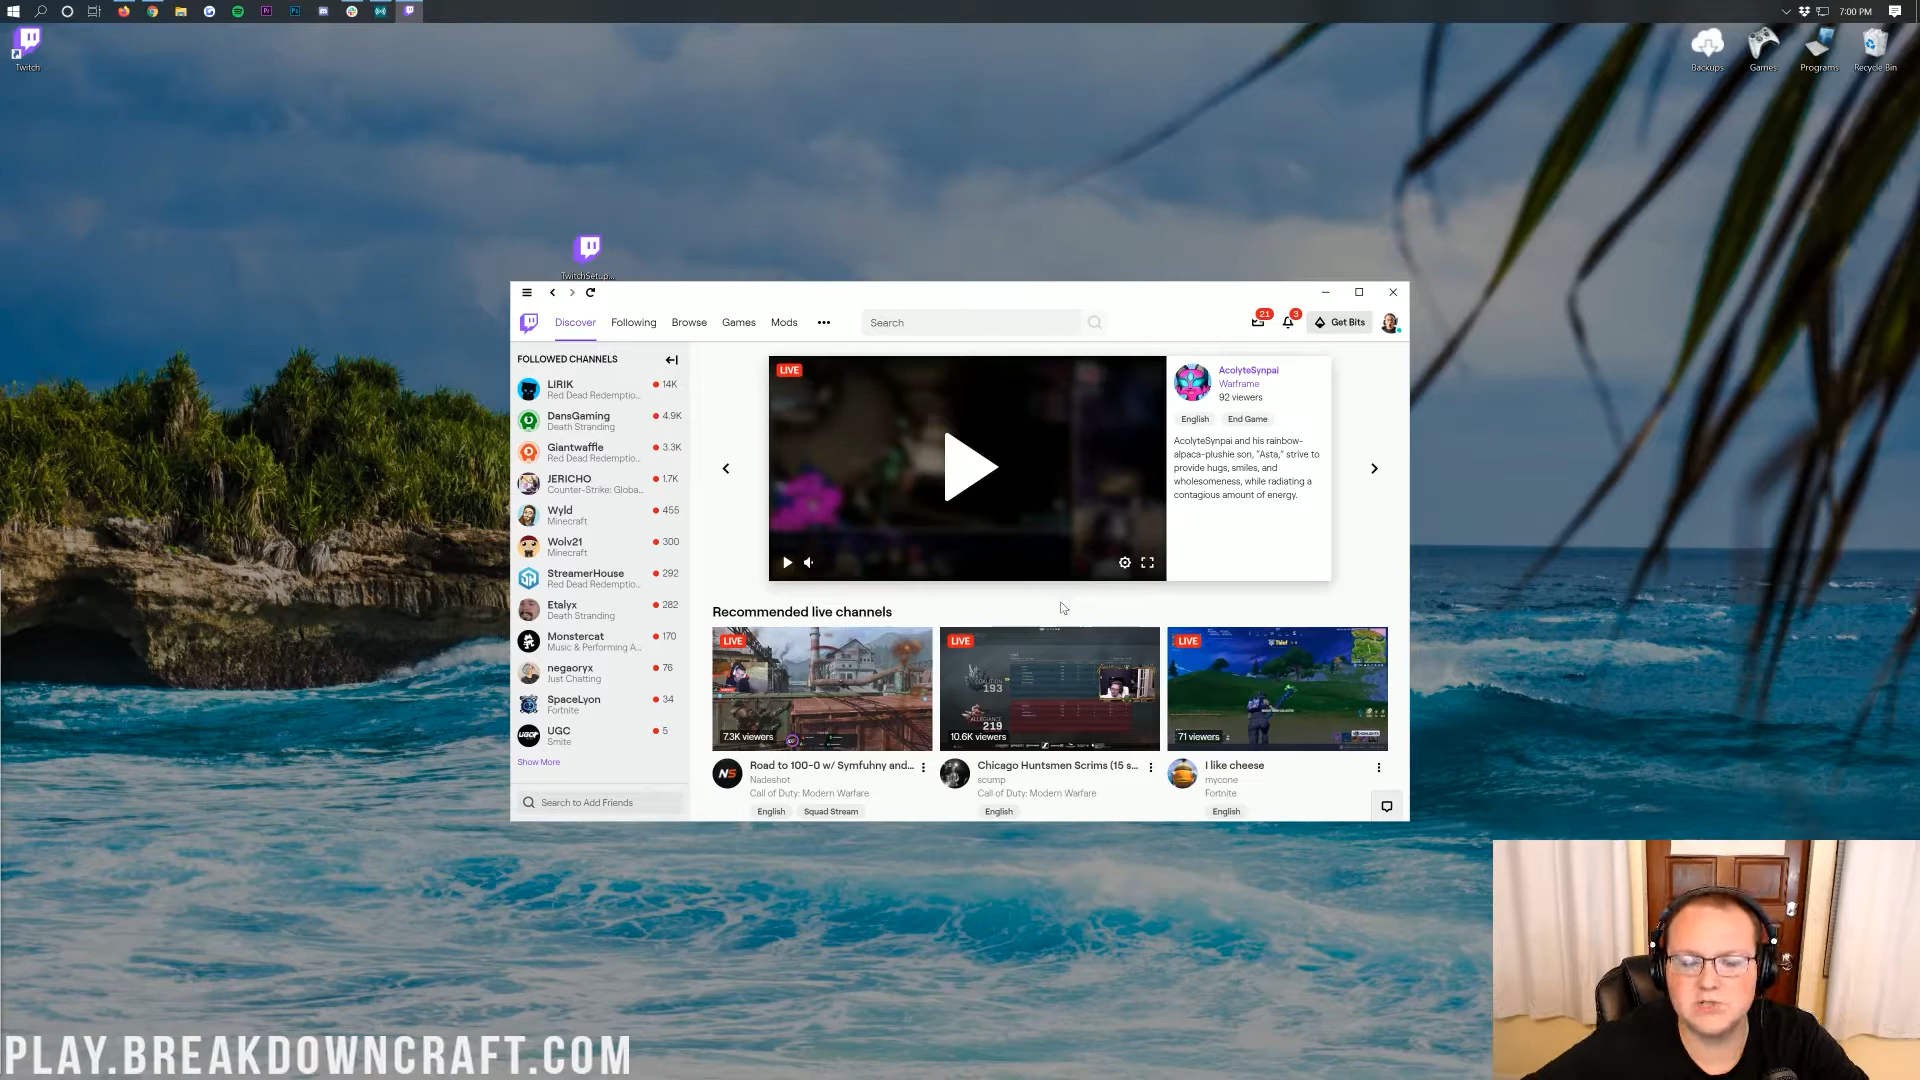 7:00 PM
Twitch
Backups
Games
Programs
Recycle Bin
TwitchSetup...
Discover
Following
Browse
Games
Mods
Search
21
3
Get Bits
FOLLOWED CHANNELS
LIRIK
14K
Red Dead Redemptio...
DansGaming
4.9K
Death Stranding
Giantwaffle
3.3K
Red Dead Redemptio...
JERICHO
1.7K
Counter-Strike: Globa...
Wyld
455
Minecraft
Wolv21
300
Minecraft
StreamerHouse
292
Red Dead Redemptio...
Etalyx
282
Death Stranding
Monstercat
170
Music & Performing A...
negaoryx
76
Just Chatting
SpaceLyon
34
Fortnite
UGC
5
Smite
Show More
Search to Add Friends
LIVE
AcolyteSynpai
Warframe
92 viewers
English
End Game
AcolyteSynpai and his rainbow-
alpaca-plushie son, "Asta," strive to
provide hugs, smiles, and
wholesomeness, while radiating a
contagious amount of energy.
Recommended live channels
LIVE
7.3K viewers
Road to 100-0 w/ Symfuhny and...
Nadeshot
Call of Duty: Modern Warfare
English
Squad Stream
LIVE
193
219
10.6K viewers
Chicago Huntsmen Scrims (15 s...
scump
Call of Duty: Modern Warfare
English
LIVE
71 viewers
I like cheese
mycone
Fortnite
English
PLAY.BREAKDOWNCRAFT.COM